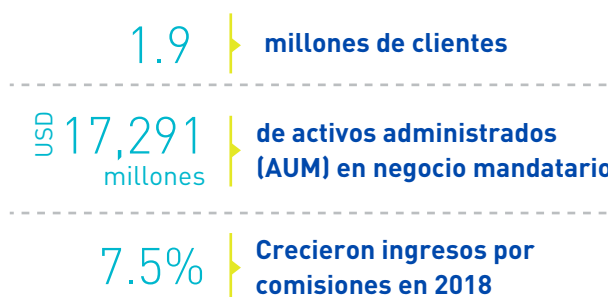 1.9
millones de clientes
USD 17,291
millones
de activos administrados
(AUM) en negocio mandatario
7.5%
Crecieron ingresos por
comisiones en 2018